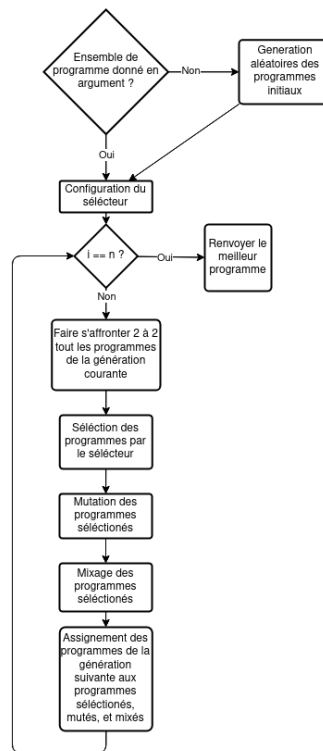 Ensemble de
programme donné en
argument ?
Non
Generation
aléatoires des
programmes
initiaux
Oui
Configuration du
sélécteur
i == n ?
Oui
Renvoyer le
meilleur
programme
Non
Faire s'affronter 2 à 2
tout les programmes
de la génération
courante
Séléction des
programmes par
le sélécteur
Mutation des
programmes
séléctionés
Mixage des
programmes
séléctionés
Assignement des
programmes de la
génération
suivante aux
programmes
séléctionés,
mutés, et mixés